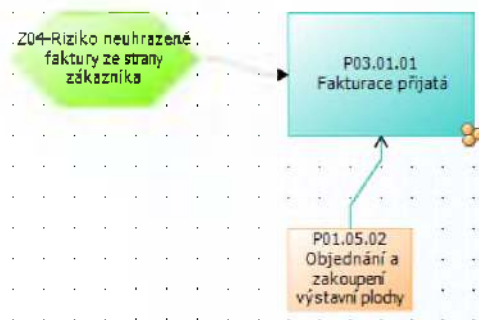 Z04-Riziko neuhrazené
faktury ze strany
zákazníka
P03.01.01
Fakturace přijatá
P01.05.02
Objednání a
zakoupení
výstavní plochy